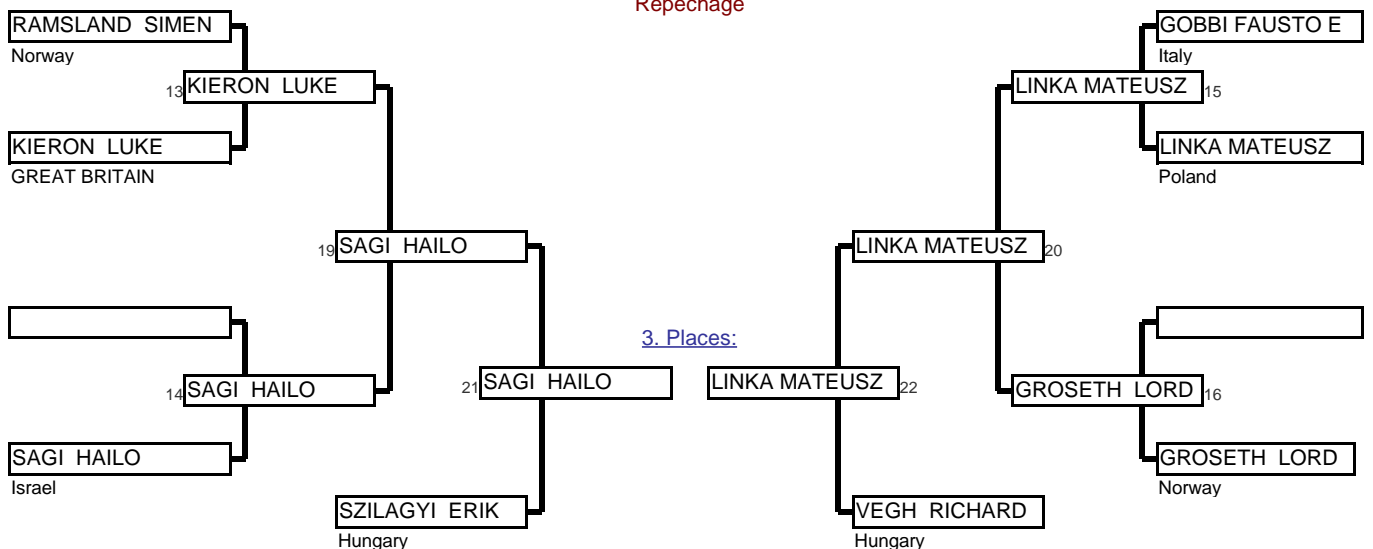 Repechage
RAMSLAND  SIMEN
Norway
13 KIERON  LUKE
KIERON  LUKE
GREAT BRITAIN
19 SAGI  HAILO
14 SAGI  HAILO
SAGI  HAILO
Israel
21 SAGI  HAILO
SZILAGYI  ERIK
Hungary
3. Places:
GOBBI FAUSTO E
Italy
LINKA MATEUSZ 15
LINKA MATEUSZ
Poland
LINKA MATEUSZ 20
LINKA MATEUSZ 22
GROSETH  LORD 16
GROSETH  LORD
Norway
VEGH  RICHARD
Hungary